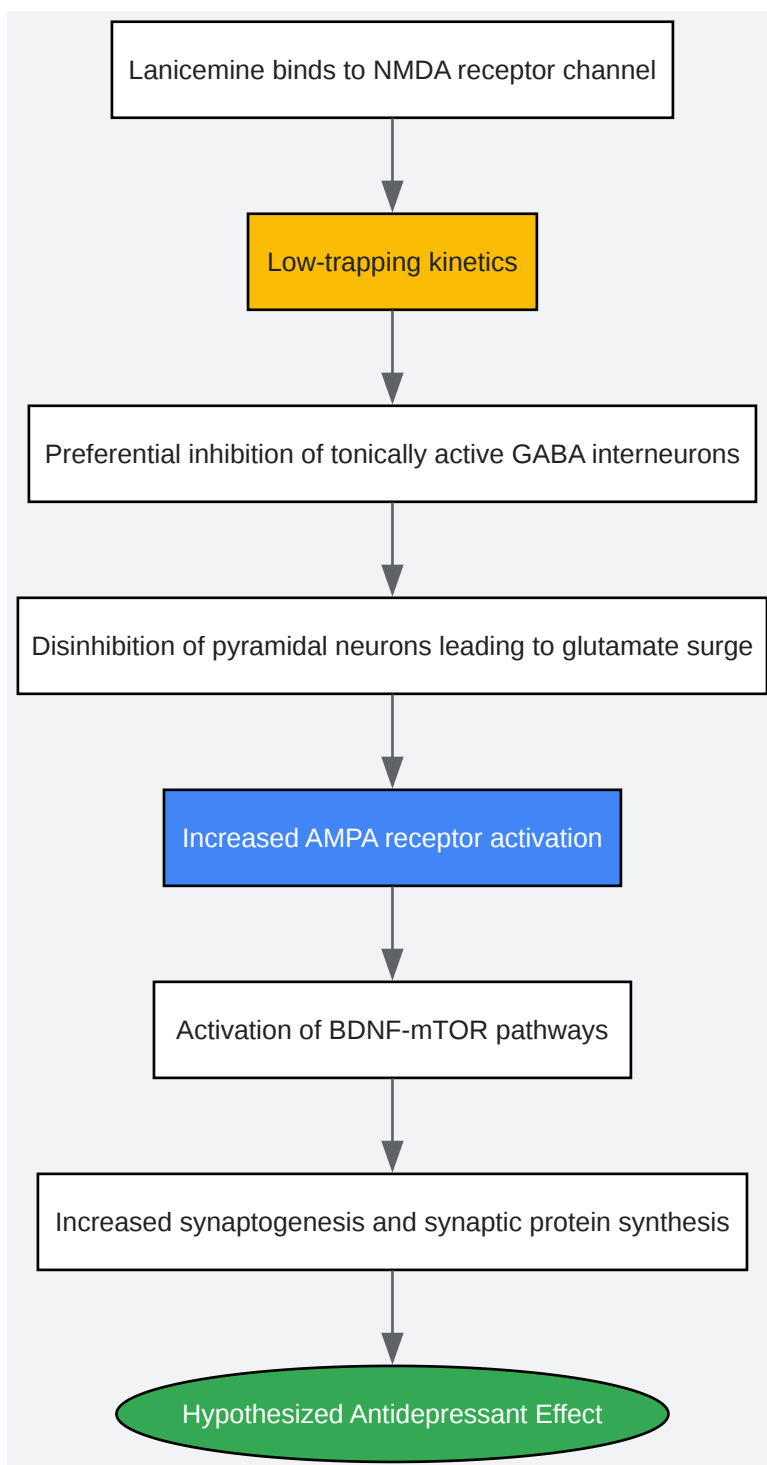 Lanicemine binds to NMDA receptor channel
Low-trapping kinetics
Preferential inhibition of tonically active GABA interneurons
Disinhibition of pyramidal neurons leading to glutamate surge
Increased AMPA receptor activation
Activation of BDNF-mTOR pathways
Increased synaptogenesis and synaptic protein synthesis
Hypothesized Antidepressant Effect